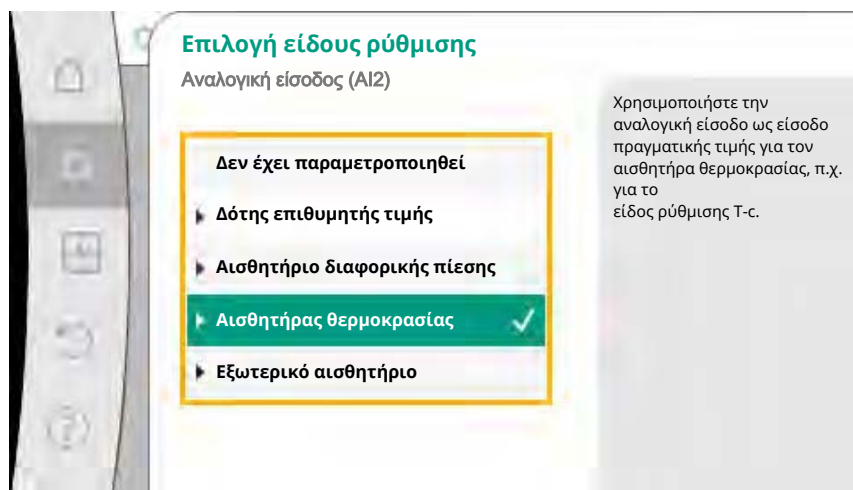 Επιλογή είδους ρύθμισης
Αναλογική είσοδος (AI2)
Δεν έχει παραμετροποιηθεί
Δότης επιθυμητής τιμής
Αισθητήριο διαφορικής πίεσης
Αισθητήρας θερμοκρασίας
Εξωτερικό αισθητήριο
Χρησιμοποιήστε την
αναλογική είσοδο ως είσοδο
πραγματικής τιμής για τον
αισθητήρα θερμοκρασίας, π.χ.
για το
είδος ρύθμισης T-c.